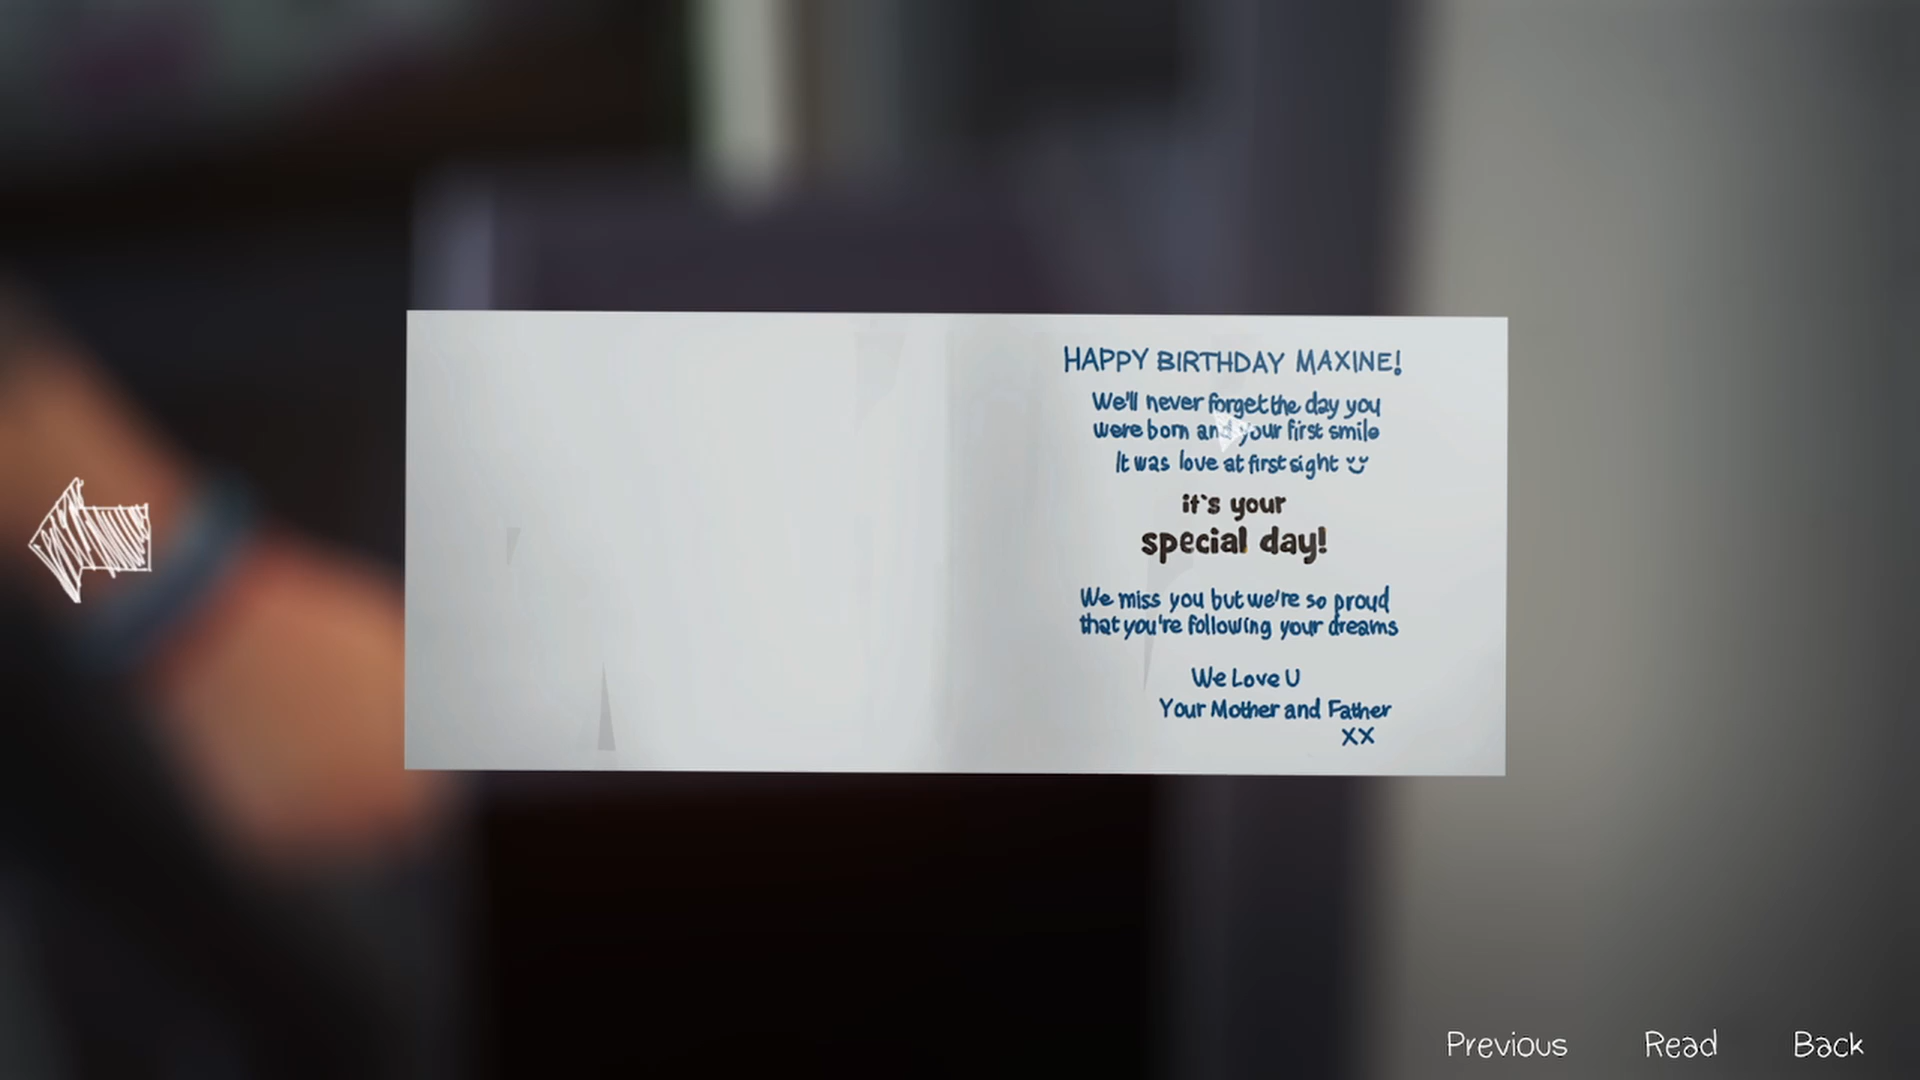 HAPPY BIRTHDAY MAXINE!
We'll never forget the day you
were born and your first smile
It was love at first sight
it's your
special day!
We miss you but we're so proud
that you're following your dreams
We Love U
Your Mother and Father
XX
Previous Read Back